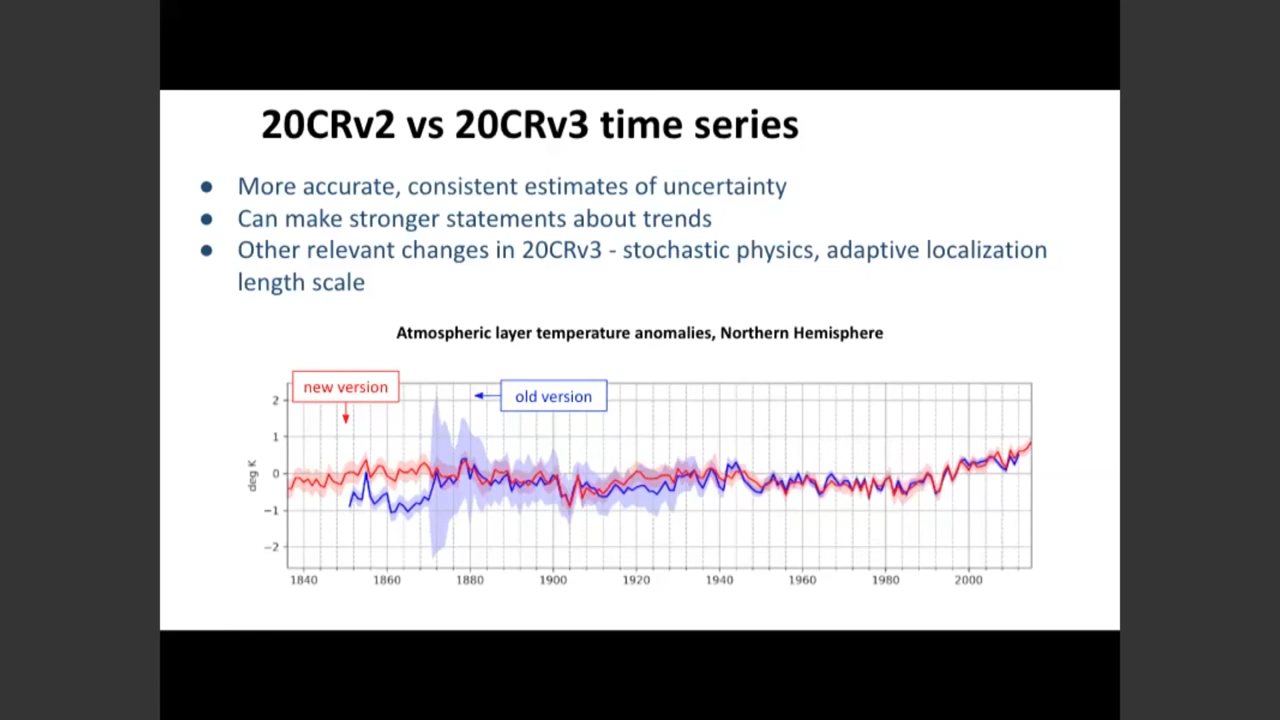 20CRv2 vs 20CRv3 time series
● More accurate, consistent estimates of uncertainty
● Can make stronger statements about trends
● Other relevant changes in 20CRv3 - stochastic physics, adaptive localization
length scale
Atmospheric layer temperature anomalies, Northern Hemisphere
new version
old version
2
1
0
−1
−2
deg K
1840 1860 1880 1900 1920 1940 1960 1980 2000